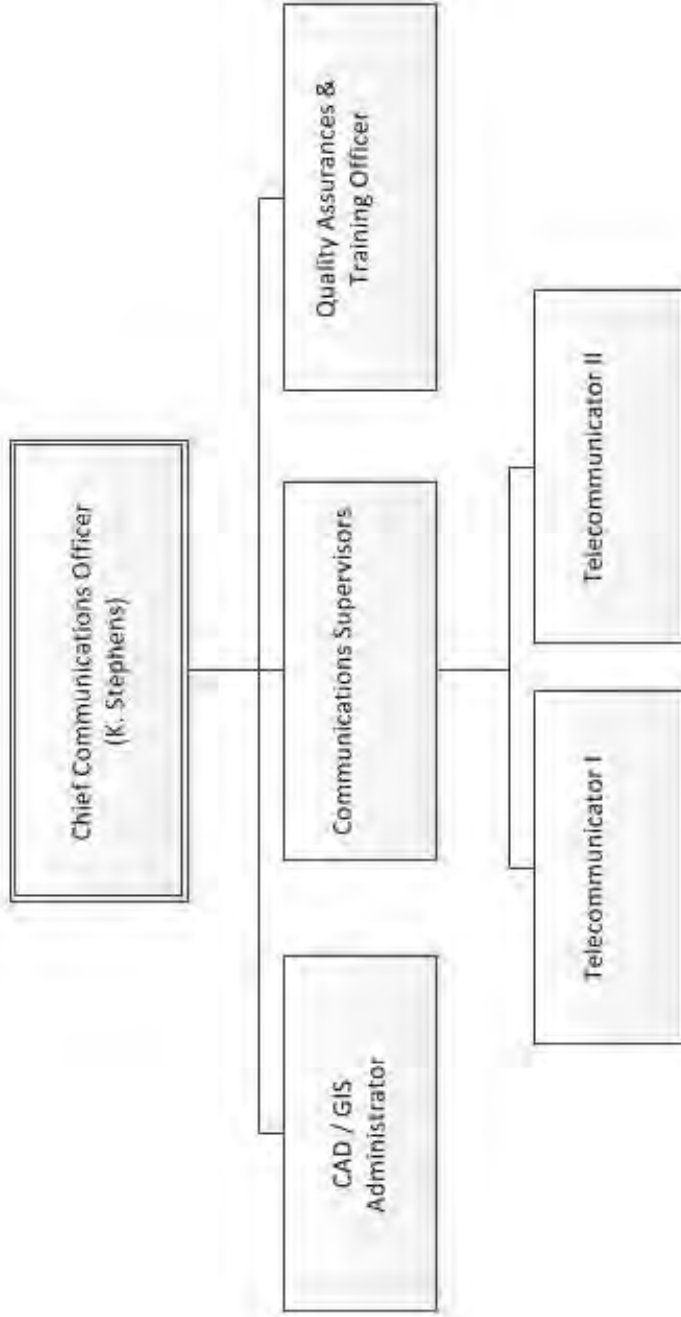 Chief Communications Officer
(K. Stephens)
CAD / GIS
Administrator
Communications Supervisors
Quality Assurances &
Training Officer
Telecommunicator I
Telecommunicator II